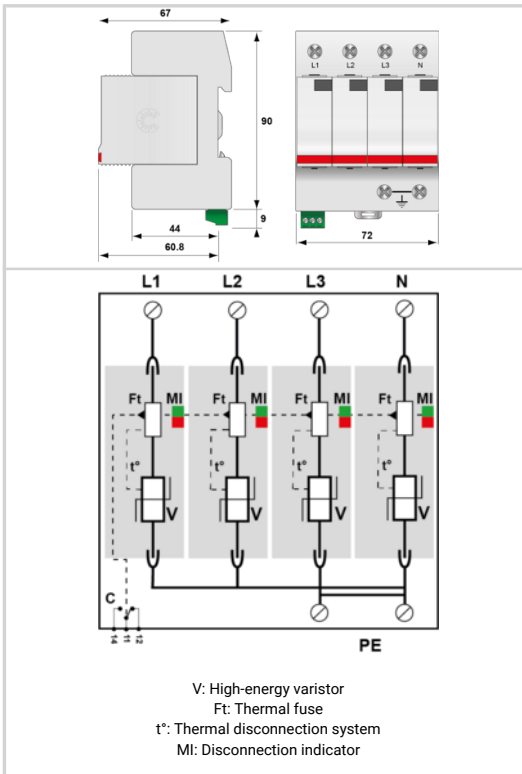 67
L1 L2 L3 N
90
9
44
60.8
72
L1 L2 L3 N
Ft MI Ft MI Ft MI Ft MI
t° t° t° t°
V V V V
C
14 11 12
PE
V: High-energy varistor
Ft: Thermal fuse
t°: Thermal disconnection system
MI: Disconnection indicator